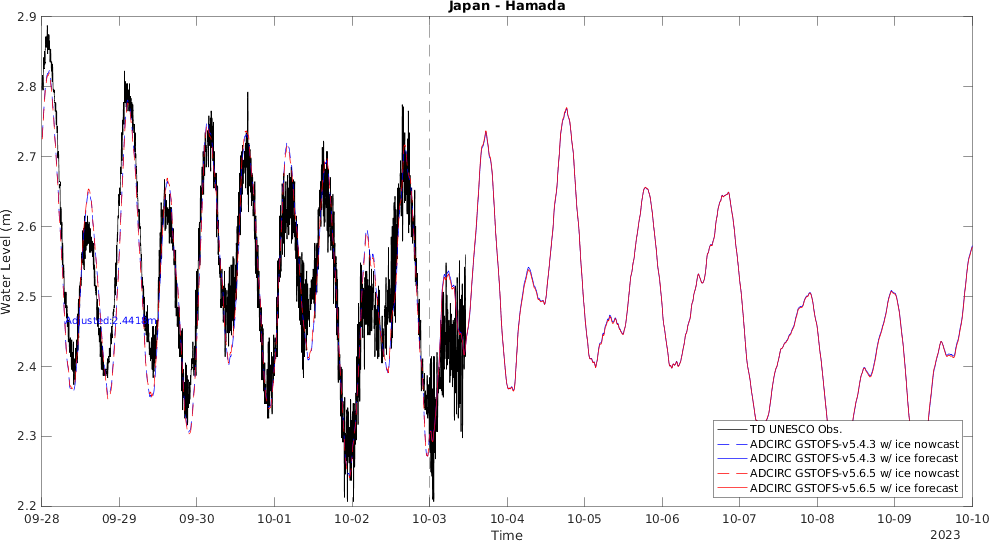 Japan - Hamada
2.9
2.8
2.7
2.6
2.5
2.4
2.3
2.2
Water Level (m)
09-28
09-29
09-30
10-01
10-02
10-03
10-04
10-05
10-06
10-07
10-08
10-09
10-10
Time
2023
TD UNESCO Obs.
ADCIRC GSTOFS-v5.4.3 w/ ice nowcast
ADCIRC GSTOFS-v5.4.3 w/ ice forecast
ADCIRC GSTOFS-v5.6.5 w/ ice nowcast
ADCIRC GSTOFS-v5.6.5 w/ ice forecast